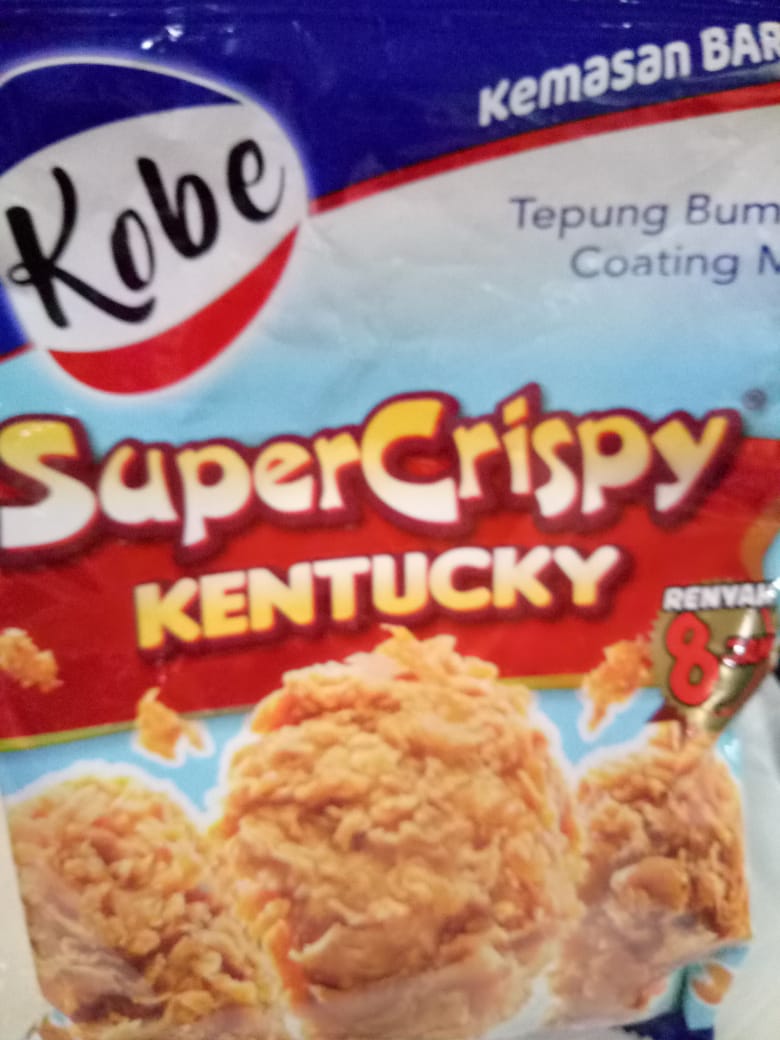 Kemasan BAR
Kobe
Tepung Bum
Coating M
SuperCrispy
KENTUCKY
RENYAH
8